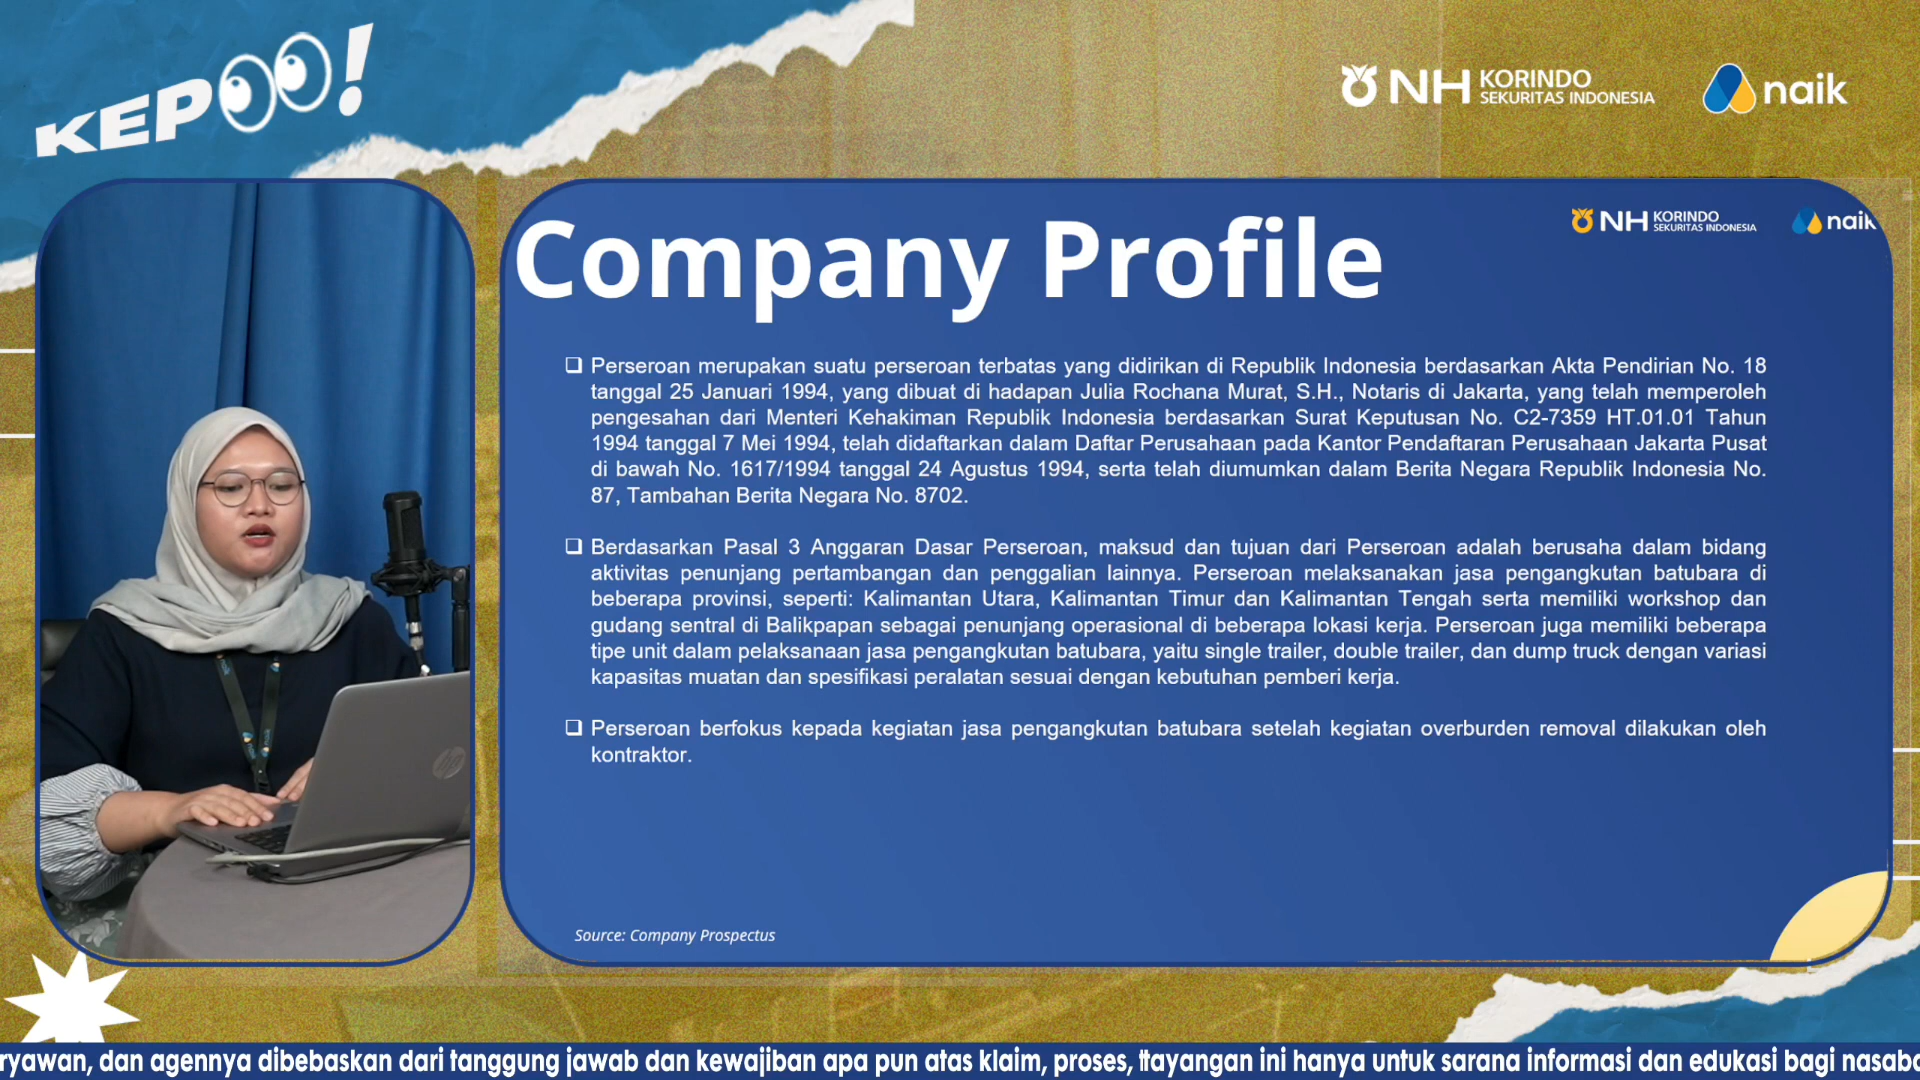 KEPOO!
NH KORINDO SEKURITAS INDONESIA
naik
NH KORINDO SEKURITAS INDONESIA
naik
Company Profile
Perseroan merupakan suatu perseroan terbatas yang didirikan di Republik Indonesia berdasarkan Akta Pendirian No. 18
tanggal 25 Januari 1994, yang dibuat di hadapan Julia Rochana Murat, S.H., Notaris di Jakarta, yang telah memperoleh
pengesahan dari Menteri Kehakiman Republik Indonesia berdasarkan Surat Keputusan No. C2-7359 HT.01.01 Tahun
1994 tanggal 7 Mei 1994, telah didaftarkan dalam Daftar Perusahaan pada Kantor Pendaftaran Perusahaan Jakarta Pusat
di bawah No. 1617/1994 tanggal 24 Agustus 1994, serta telah diumumkan dalam Berita Negara Republik Indonesia No.
87, Tambahan Berita Negara No. 8702.
Berdasarkan Pasal 3 Anggaran Dasar Perseroan, maksud dan tujuan dari Perseroan adalah berusaha dalam bidang
aktivitas penunjang pertambangan dan penggalian lainnya. Perseroan melaksanakan jasa pengangkutan batubara di
beberapa provinsi, seperti: Kalimantan Utara, Kalimantan Timur dan Kalimantan Tengah serta memiliki workshop dan
gudang sentral di Balikpapan sebagai penunjang operasional di beberapa lokasi kerja. Perseroan juga memiliki beberapa
tipe unit dalam pelaksanaan jasa pengangkutan batubara, yaitu single trailer, double trailer, dan dump truck dengan variasi
kapasitas muatan dan spesifikasi peralatan sesuai dengan kebutuhan pemberi kerja.
Perseroan berfokus kepada kegiatan jasa pengangkutan batubara setelah kegiatan overburden removal dilakukan oleh
kontraktor.
Source: Company Prospectus
ryawan, dan agennya dibebaskan dari tanggung jawab dan kewajiban apa pun atas klaim, proses, tayangan ini hanya untuk sarana informasi dan edukasi bagi nasaba